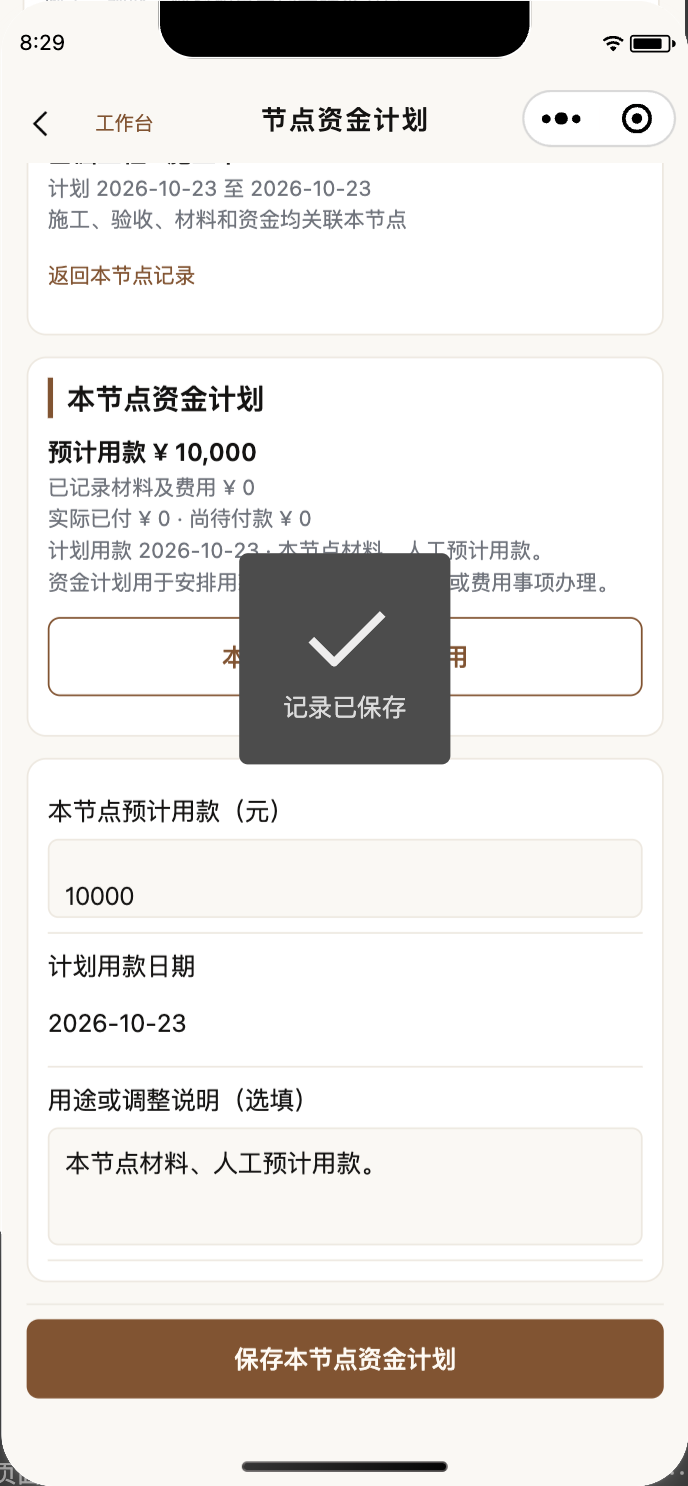 8:29
工作台
节点资金计划
计划 2026-10-23 至 2026-10-23
施工、验收、材料和资金均关联本节点
返回本节点记录
本节点资金计划
预计用款 ¥ 10,000
已记录材料及费用 ¥ 0
实际已付 ¥ 0 · 尚待付款 ¥ 0
计划用款 2026-10-23 · 本节点材料、人工预计用款。
资金计划用于安排用 或费用事项办理。
本 用
记录已保存
本节点预计用款（元）
10000
计划用款日期
2026-10-23
用途或调整说明（选填）
本节点材料、人工预计用款。
保存本节点资金计划